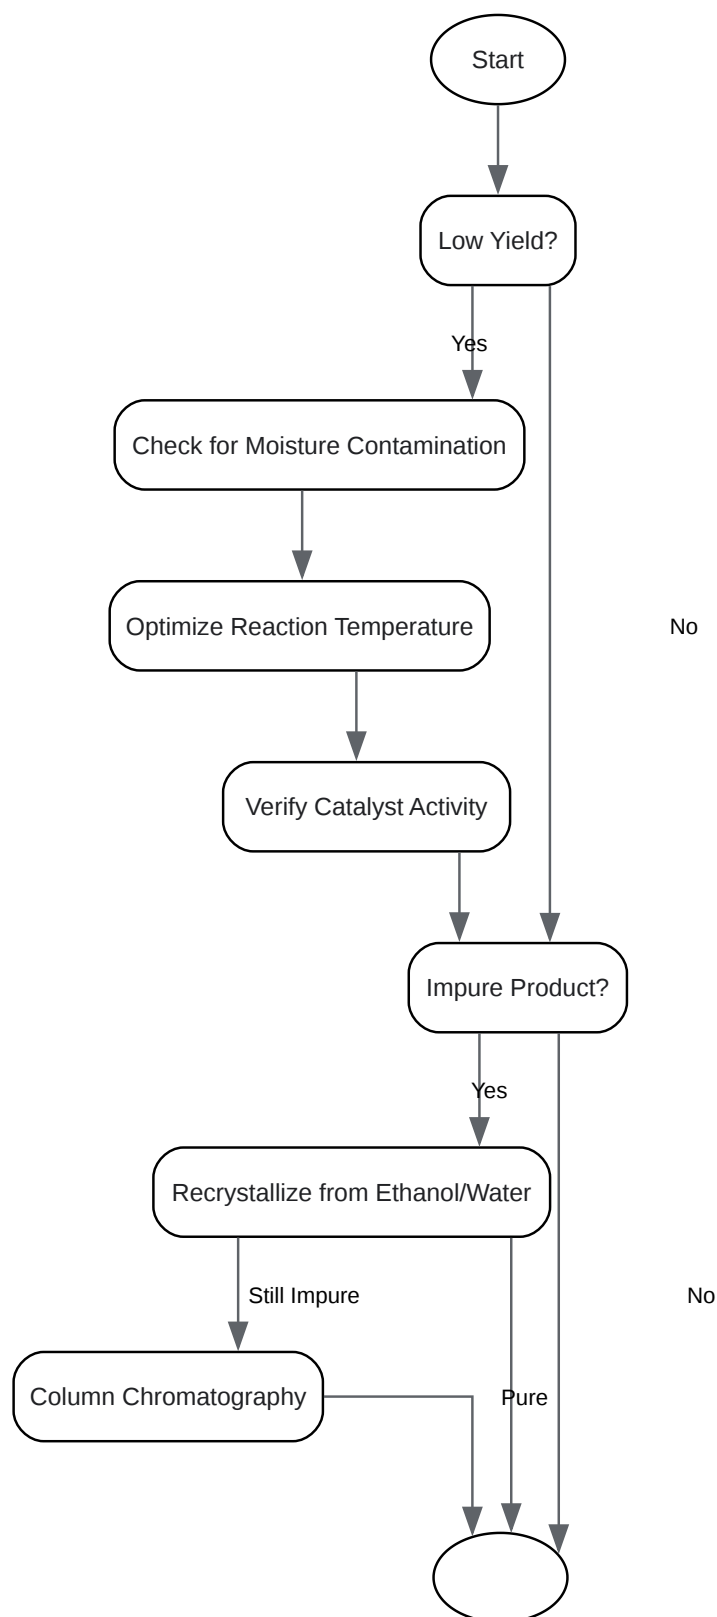 Start
Low Yield?
Yes
Check for Moisture Contamination
Optimize Reaction Temperature
No
Verify Catalyst Activity
Impure Product?
Yes
Recrystallize from Ethanol/Water
Still Impure
No
Column Chromatography
Pure